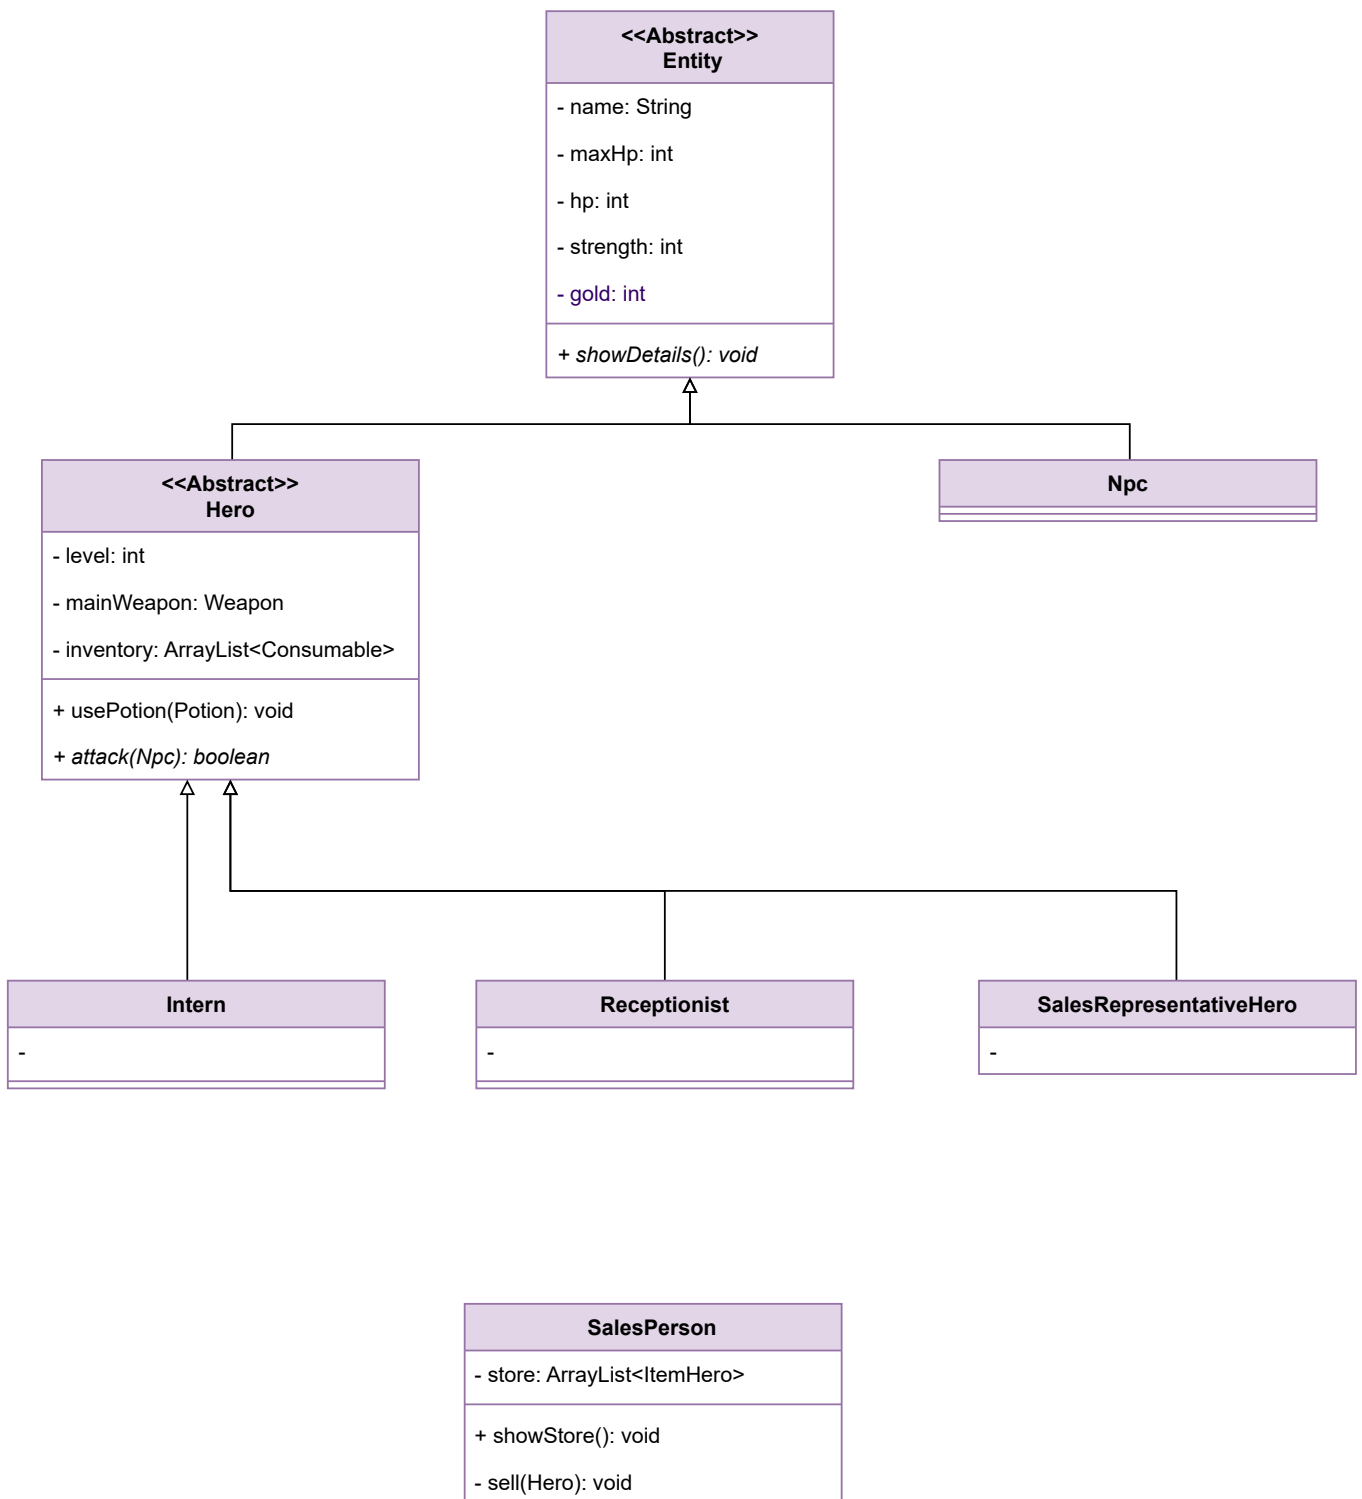 <<Abstract>>
Entity
- name: String
- maxHp: int
- hp: int
- strength: int
- gold: int
+ showDetails(): void
<<Abstract>>
Hero
- level: int
- mainWeapon: Weapon
- inventory: ArrayList<Consumable>
+ usePotion(Potion): void
+ attack(Npc): boolean
Npc
Intern
-
Receptionist
-
SalesRepresentativeHero
-
SalesPerson
- store: ArrayList<ItemHero>
+ showStore(): void
- sell(Hero): void